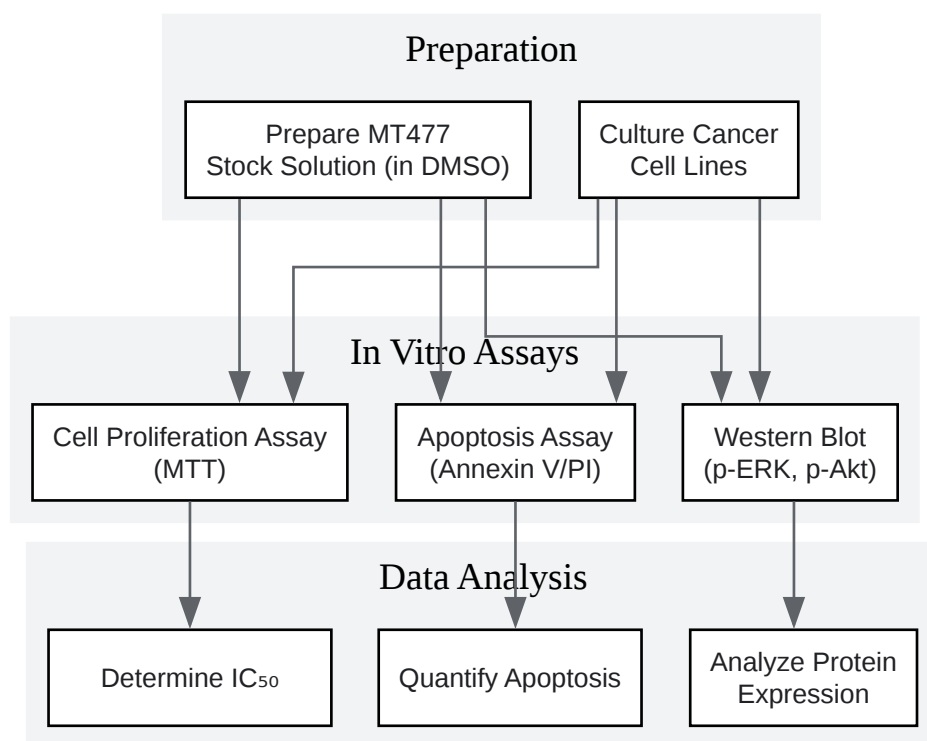 Preparation
Prepare MT477
Stock Solution (in DMSO)
Culture Cancer
Cell Lines
In Vitro Assays
Cell Proliferation Assay
(MTT)
Apoptosis Assay
(Annexin V/PI)
Western Blot
(p-ERK, p-Akt)
Data Analysis
Determine IC₅₀
Quantify Apoptosis
Analyze Protein
Expression